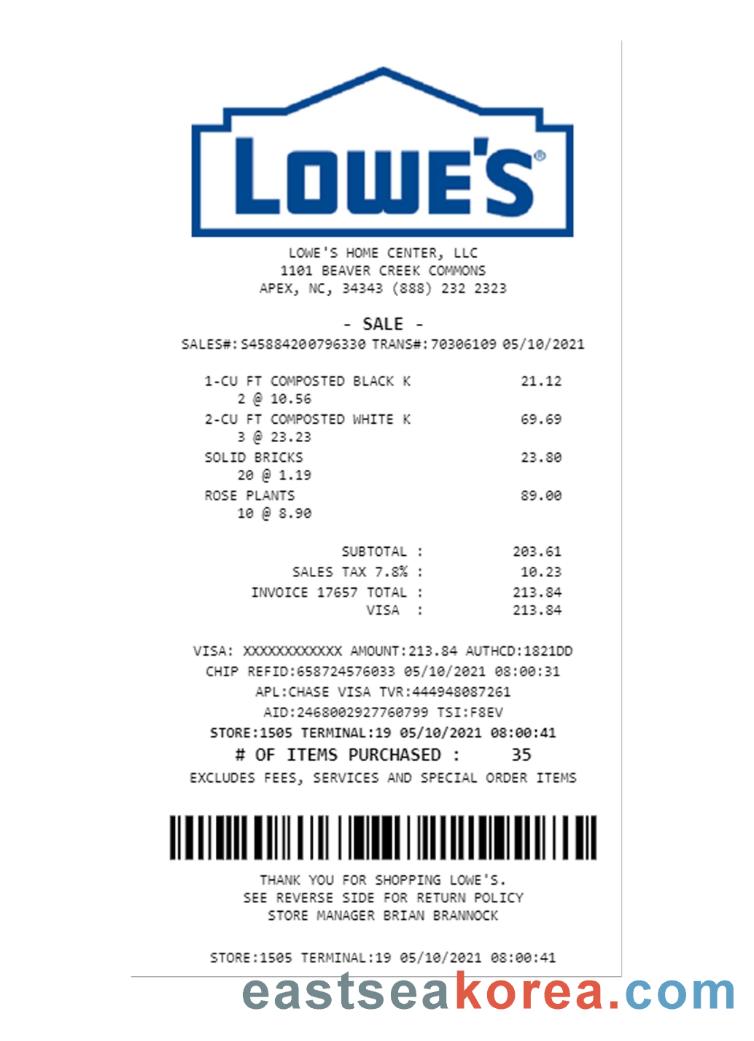 LOWE'S®
LOWE'S HOME CENTER, LLC
1101 BEAVER CREEK COMMONS
APEX, NC, 34343 (888) 232 2323
- SALE -
SALES#:S45884200796330 TRANS#:70306109 05/10/2021
1-CU FT COMPOSTED BLACK K 21.12
2 @ 10.56
2-CU FT COMPOSTED WHITE K 69.69
3 @ 23.23
SOLID BRICKS 23.80
20 @ 1.19
ROSE PLANTS 89.00
10 @ 8.90
SUBTOTAL : 203.61
SALES TAX 7.8% : 10.23
INVOICE 17657 TOTAL : 213.84
VISA : 213.84
VISA: XXXXXXXXXXXX AMOUNT:213.84 AUTHCD:1821DD
CHIP REFID:658724576033 05/10/2021 08:00:31
APL:CHASE VISA TVR:444948087261
AID:2468002927760799 TSI:F8EV
STORE:1505 TERMINAL:19 05/10/2021 08:00:41
# OF ITEMS PURCHASED : 35
EXCLUDES FEES, SERVICES AND SPECIAL ORDER ITEMS
THANK YOU FOR SHOPPING LOWE'S.
SEE REVERSE SIDE FOR RETURN POLICY
STORE MANAGER BRIAN BRANNOCK
STORE:1505 TERMINAL:19 05/10/2021 08:00:41
eastseakorea.com